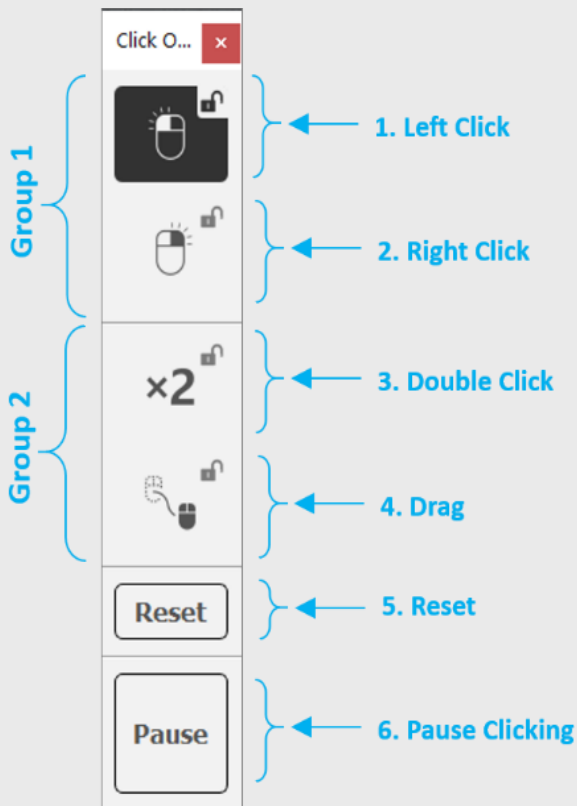 Click O...
×
Group 1
1. Left Click
2. Right Click
Group 2
×2
3. Double Click
4. Drag
Reset
5. Reset
Pause
6. Pause Clicking